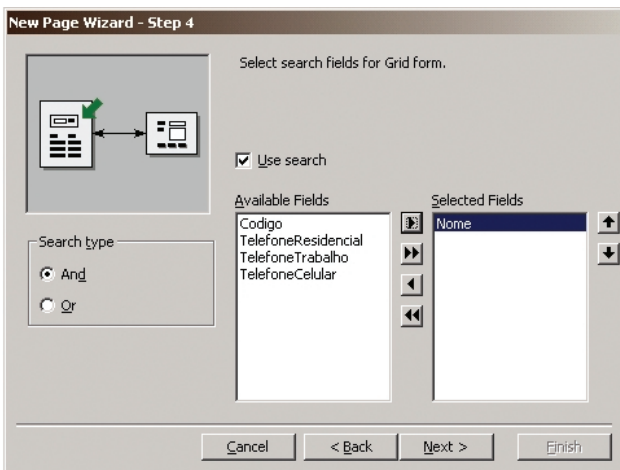 New Page Wizard - Step 4
Select search fields for Grid form.
Use search
Available Fields
Selected Fields
Codigo
TelefoneResidencial
TelefoneTrabalho
TelefoneCelular
Nome
Search type
And
Or
Cancel
< Back
Next >
Finish